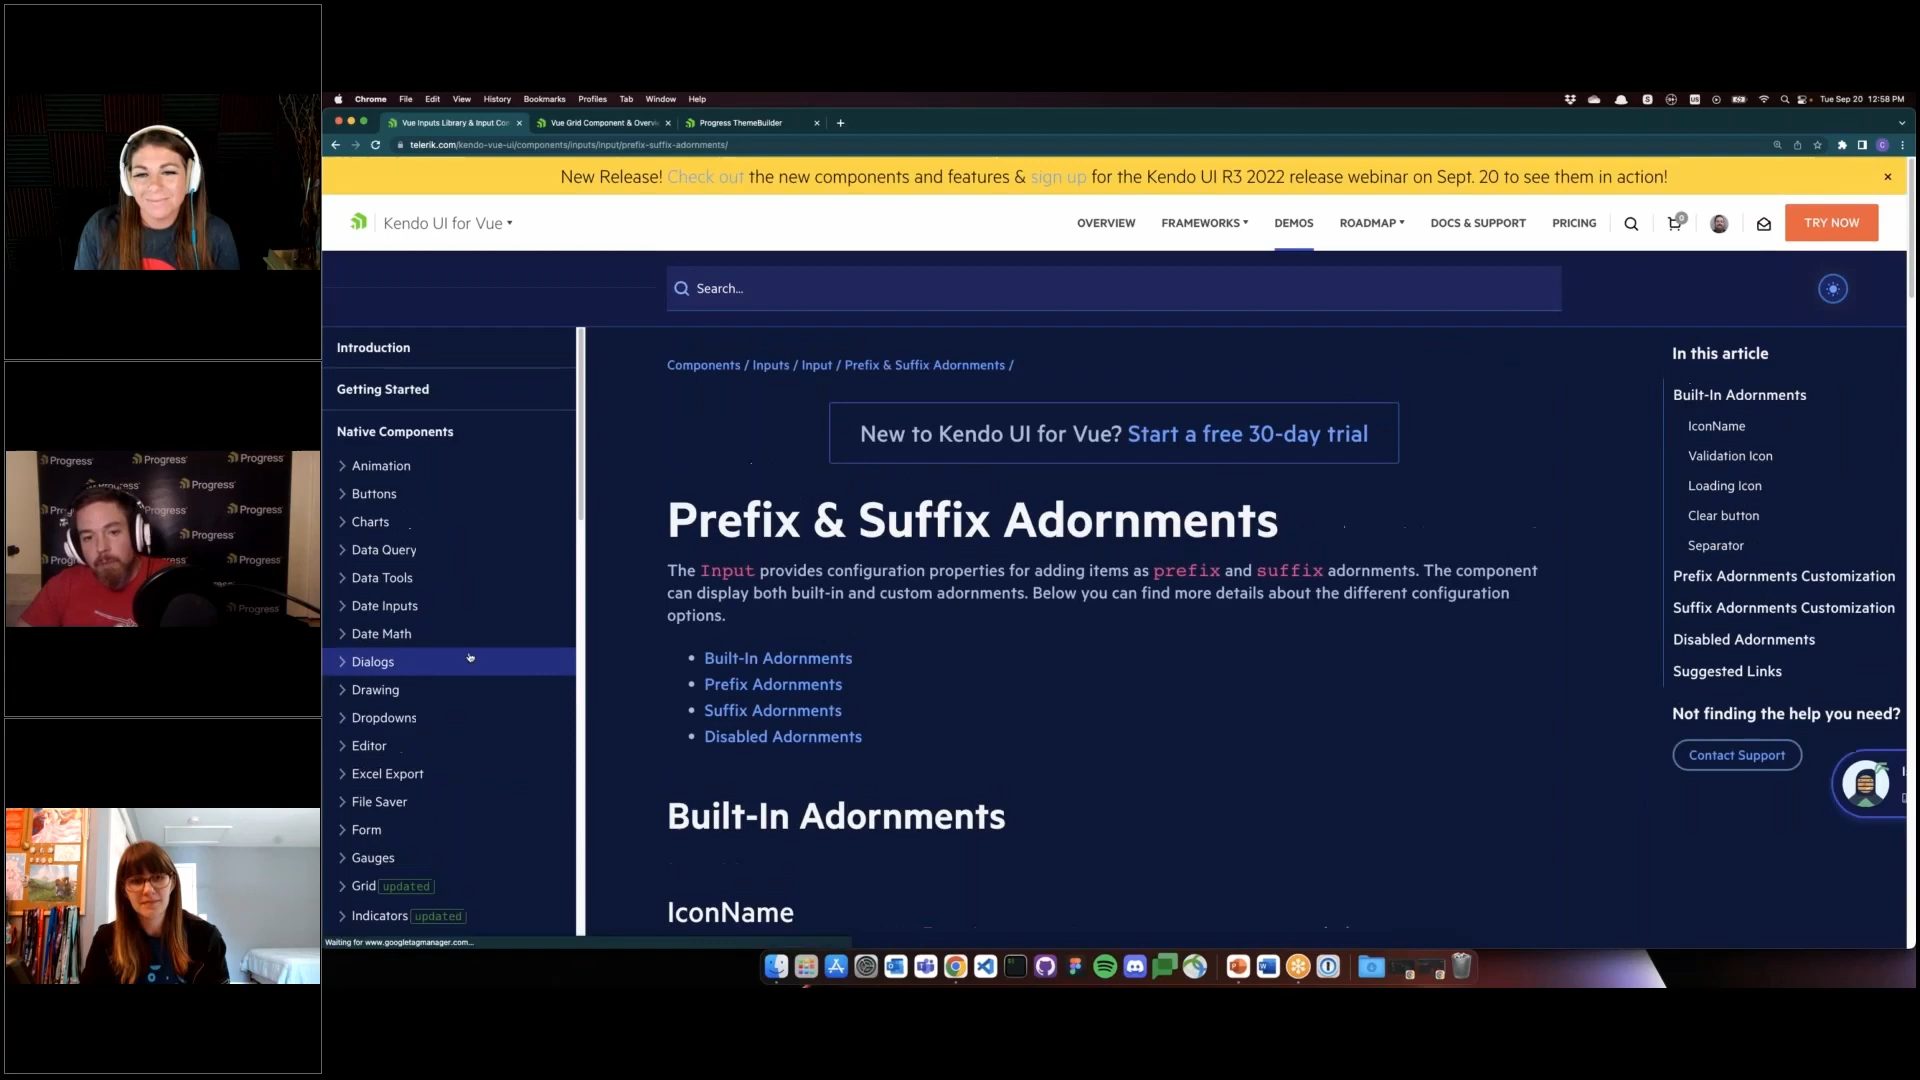 Chrome File Edit View History Bookmarks Profiles Tab Window Help
Tue Sep 20 12:58 PM
Vue Inputs Library & Input Con
Vue Grid Component & Overvi
Progress ThemeBuilder
telerik.com/kendo-vue-ui/components/inputs/input/prefix-suffix-adornments/
New Release! Check out the new components and features & sign up for the Kendo UI R3 2022 release webinar on Sept. 20 to see them in action!
Kendo UI for Vue
OVERVIEW FRAMEWORKS DEMOS ROADMAP DOCS & SUPPORT PRICING 0 TRY NOW
Search...
Introduction
Getting Started
Native Components
Animation
Buttons
Charts
Data Query
Data Tools
Date Inputs
Date Math
Dialogs
Drawing
Dropdowns
Editor
Excel Export
File Saver
Form
Gauges
Grid updated
Indicators updated
Waiting for www.googletagmanager.com...
Components / Inputs / Input / Prefix & Suffix Adornments /
New to Kendo UI for Vue? Start a free 30-day trial
Prefix & Suffix Adornments
The Input provides configuration properties for adding items as prefix and suffix adornments. The component
can display both built-in and custom adornments. Below you can find more details about the different configuration
options.
• Built-In Adornments
• Prefix Adornments
• Suffix Adornments
• Disabled Adornments
Built-In Adornments
IconName
In this article
Built-In Adornments
IconName
Validation Icon
Loading Icon
Clear button
Separator
Prefix Adornments Customization
Suffix Adornments Customization
Disabled Adornments
Suggested Links
Not finding the help you need?
Contact Support
Progress Progress Progress
Progress Progress
Progress Progress
Progress
Progress
Progress